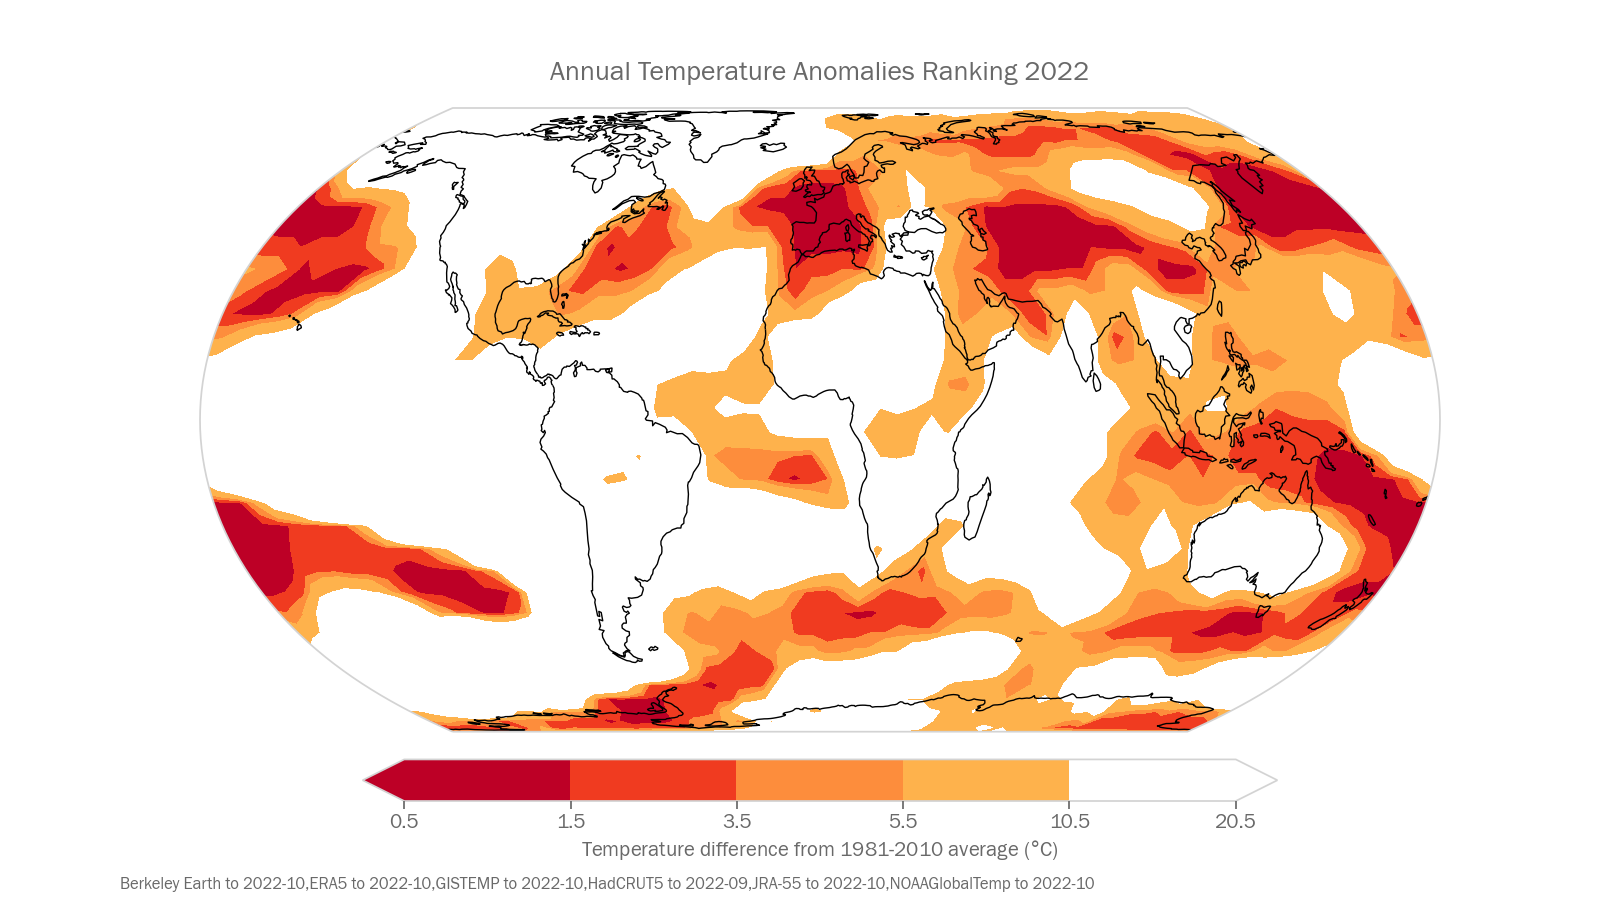 Annual Temperature Anomalies Ranking 2022
0.5 1.5 3.5 5.5 10.5 20.5
Temperature difference from 1981-2010 average (°C)
Berkeley Earth to 2022-10,ERA5 to 2022-10,GISTEMP to 2022-10,HadCRUT5 to 2022-09,JRA-55 to 2022-10,NOAAGlobalTemp to 2022-10